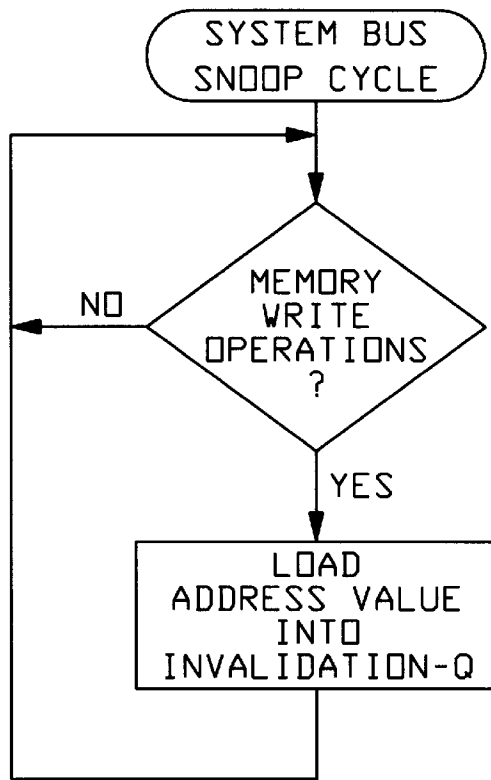 SYSTEM BUS
SNOOP CYCLE
MEMORY
WRITE
OPERATIONS
?
NO
YES
LOAD
ADDRESS VALUE
INTO
INVALIDATION-Q